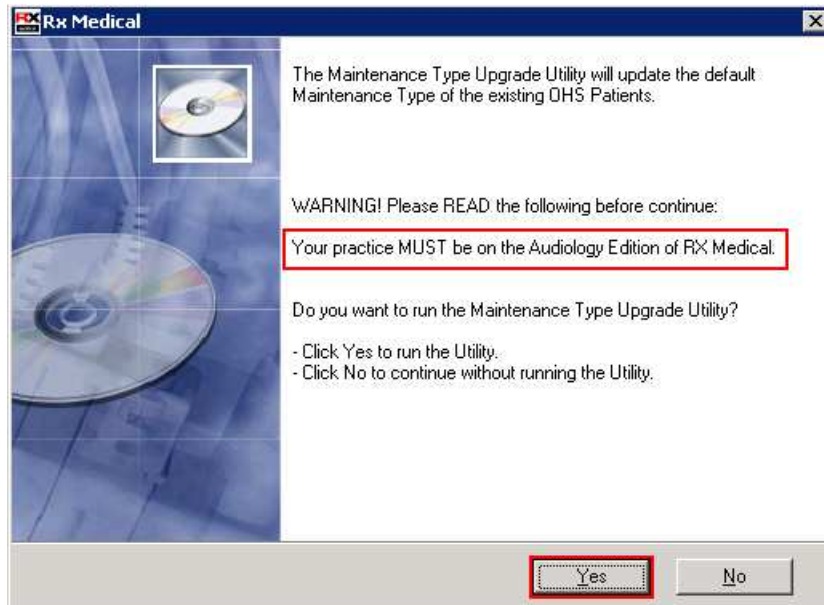 Rx Medical
The Maintenance Type Upgrade Utility will update the default
Maintenance Type of the existing OHS Patients.
WARNING! Please READ the following before continue:
Your practice MUST be on the Audiology Edition of RX Medical.
Do you want to run the Maintenance Type Upgrade Utility?
- Click Yes to run the Utility.
- Click No to continue without running the Utility.
Yes No